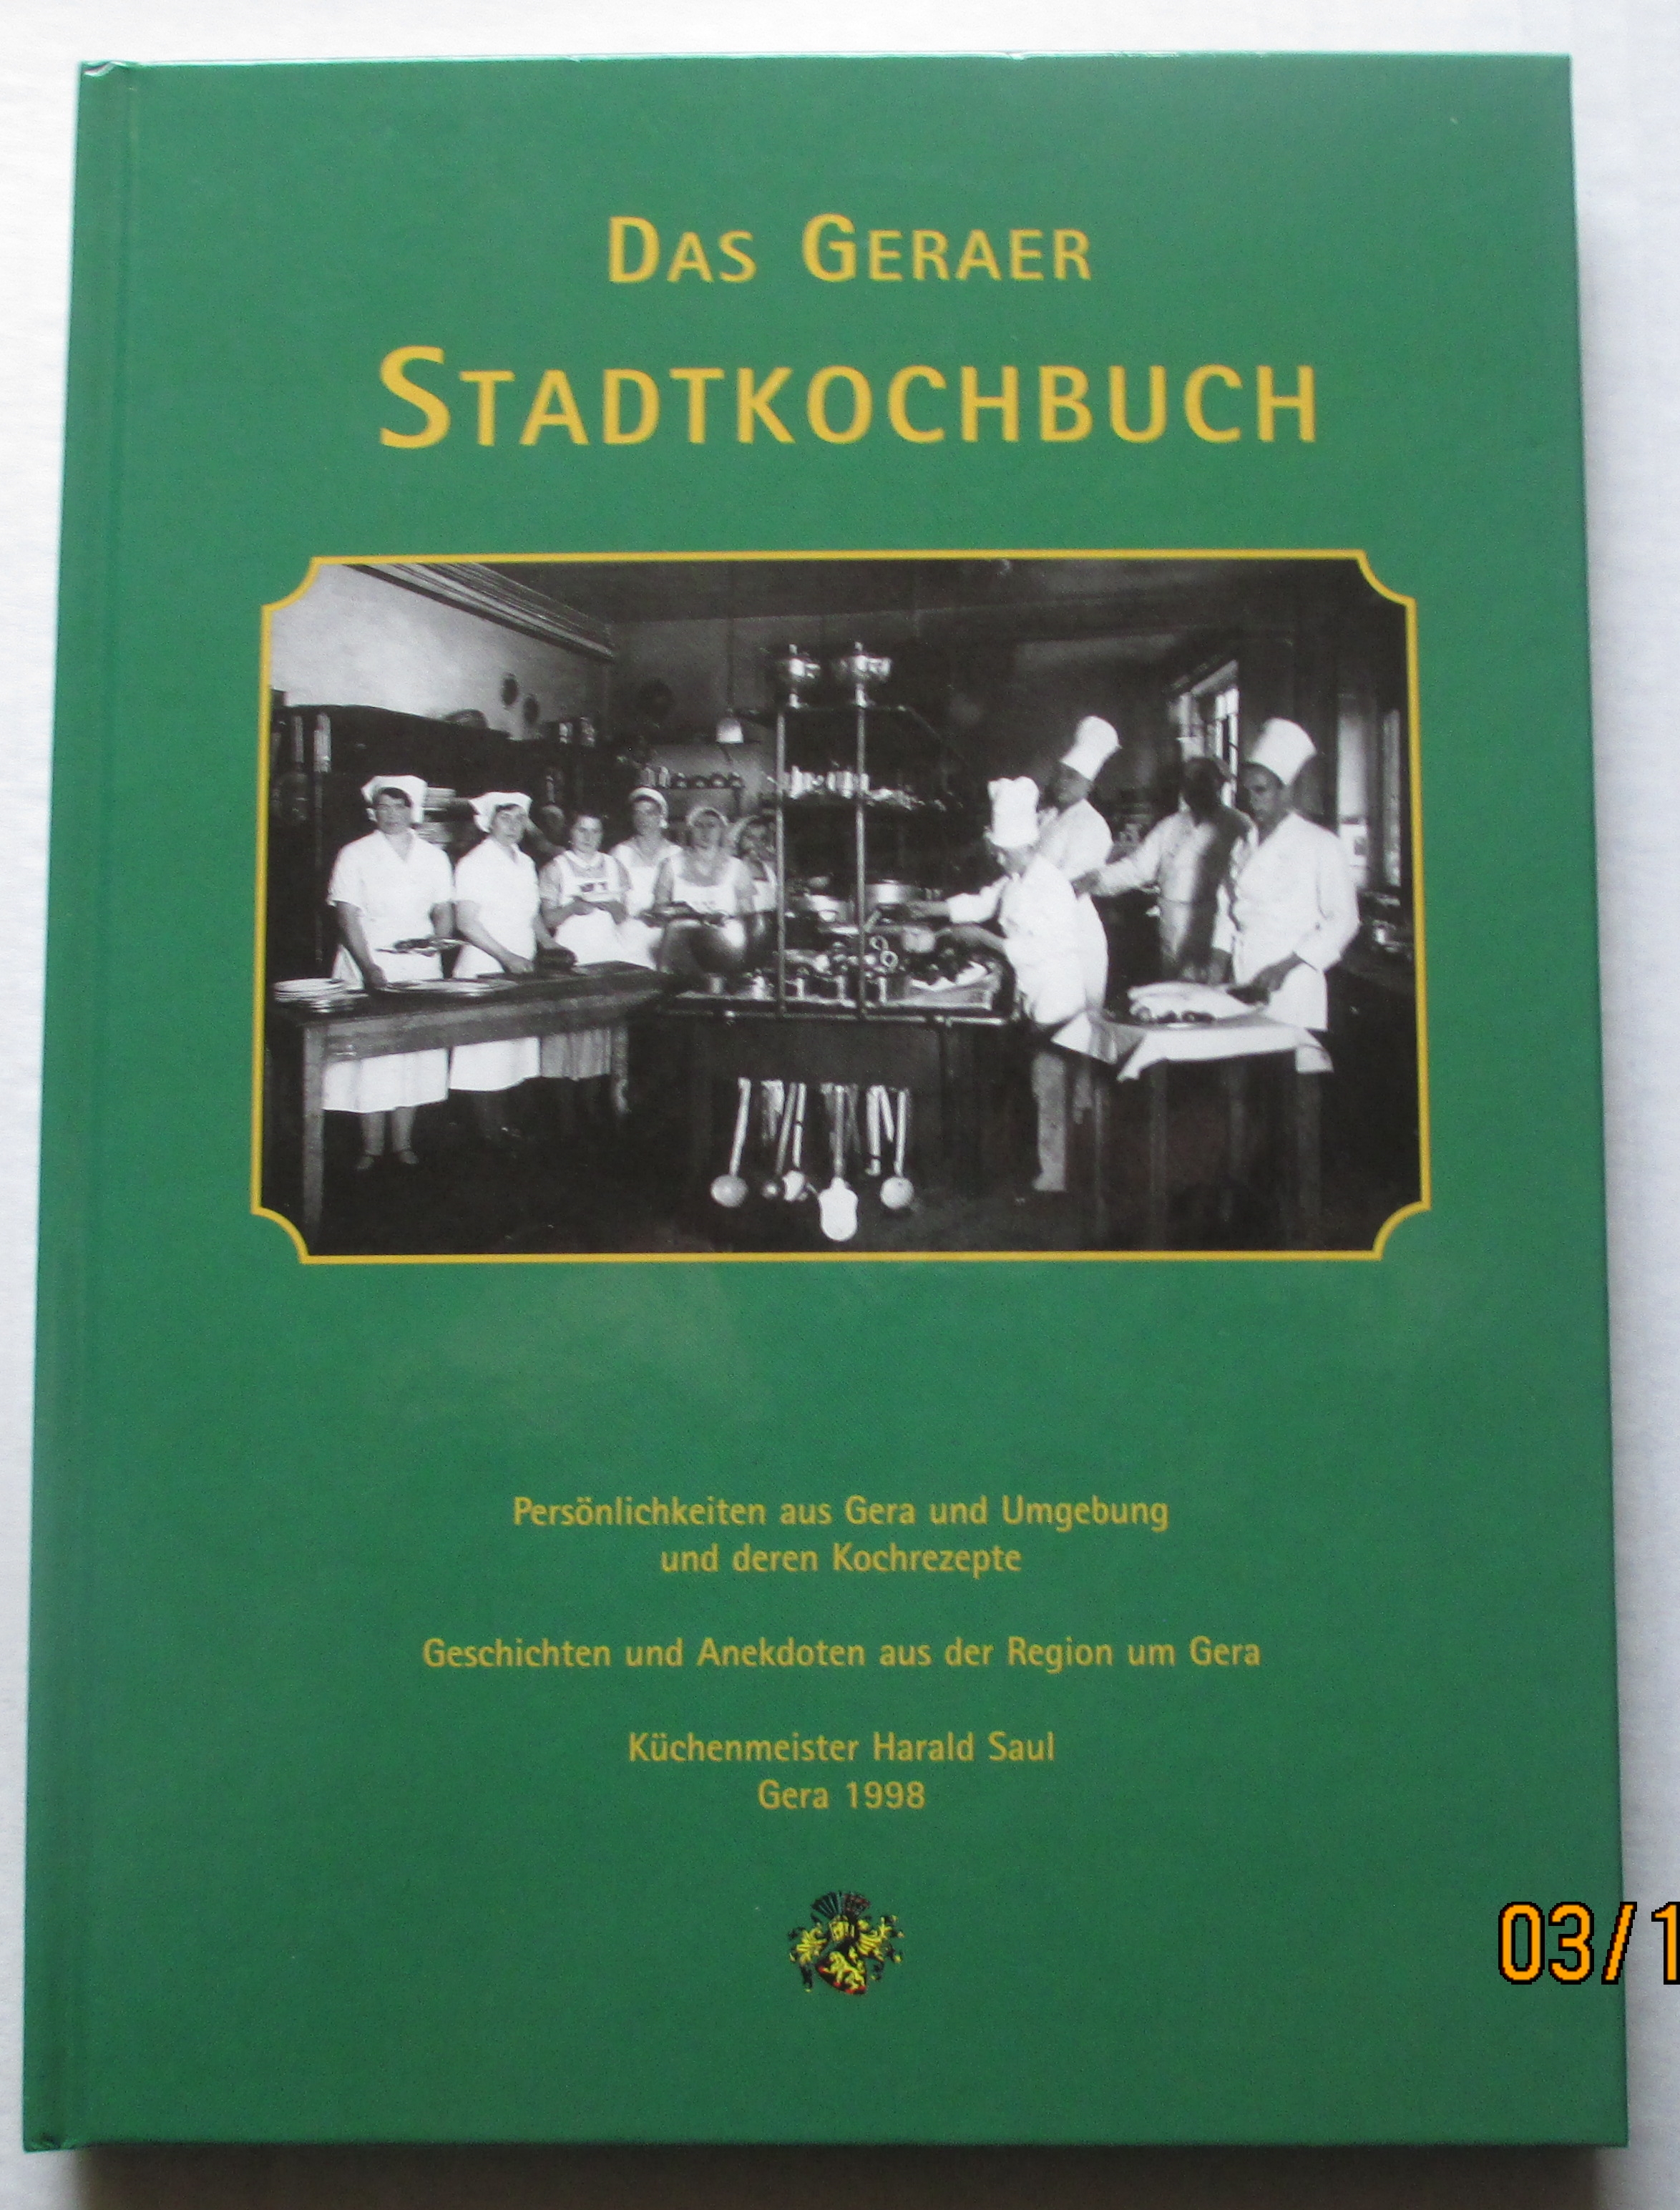 DAS GERAER
STADTKOCHBUCH
Persönlichkeiten aus Gera und Umgebung
und deren Kochrezepte
Geschichten und Anekdoten aus der Region um Gera
Küchenmeister Harald Saul
Gera 1998
03/1